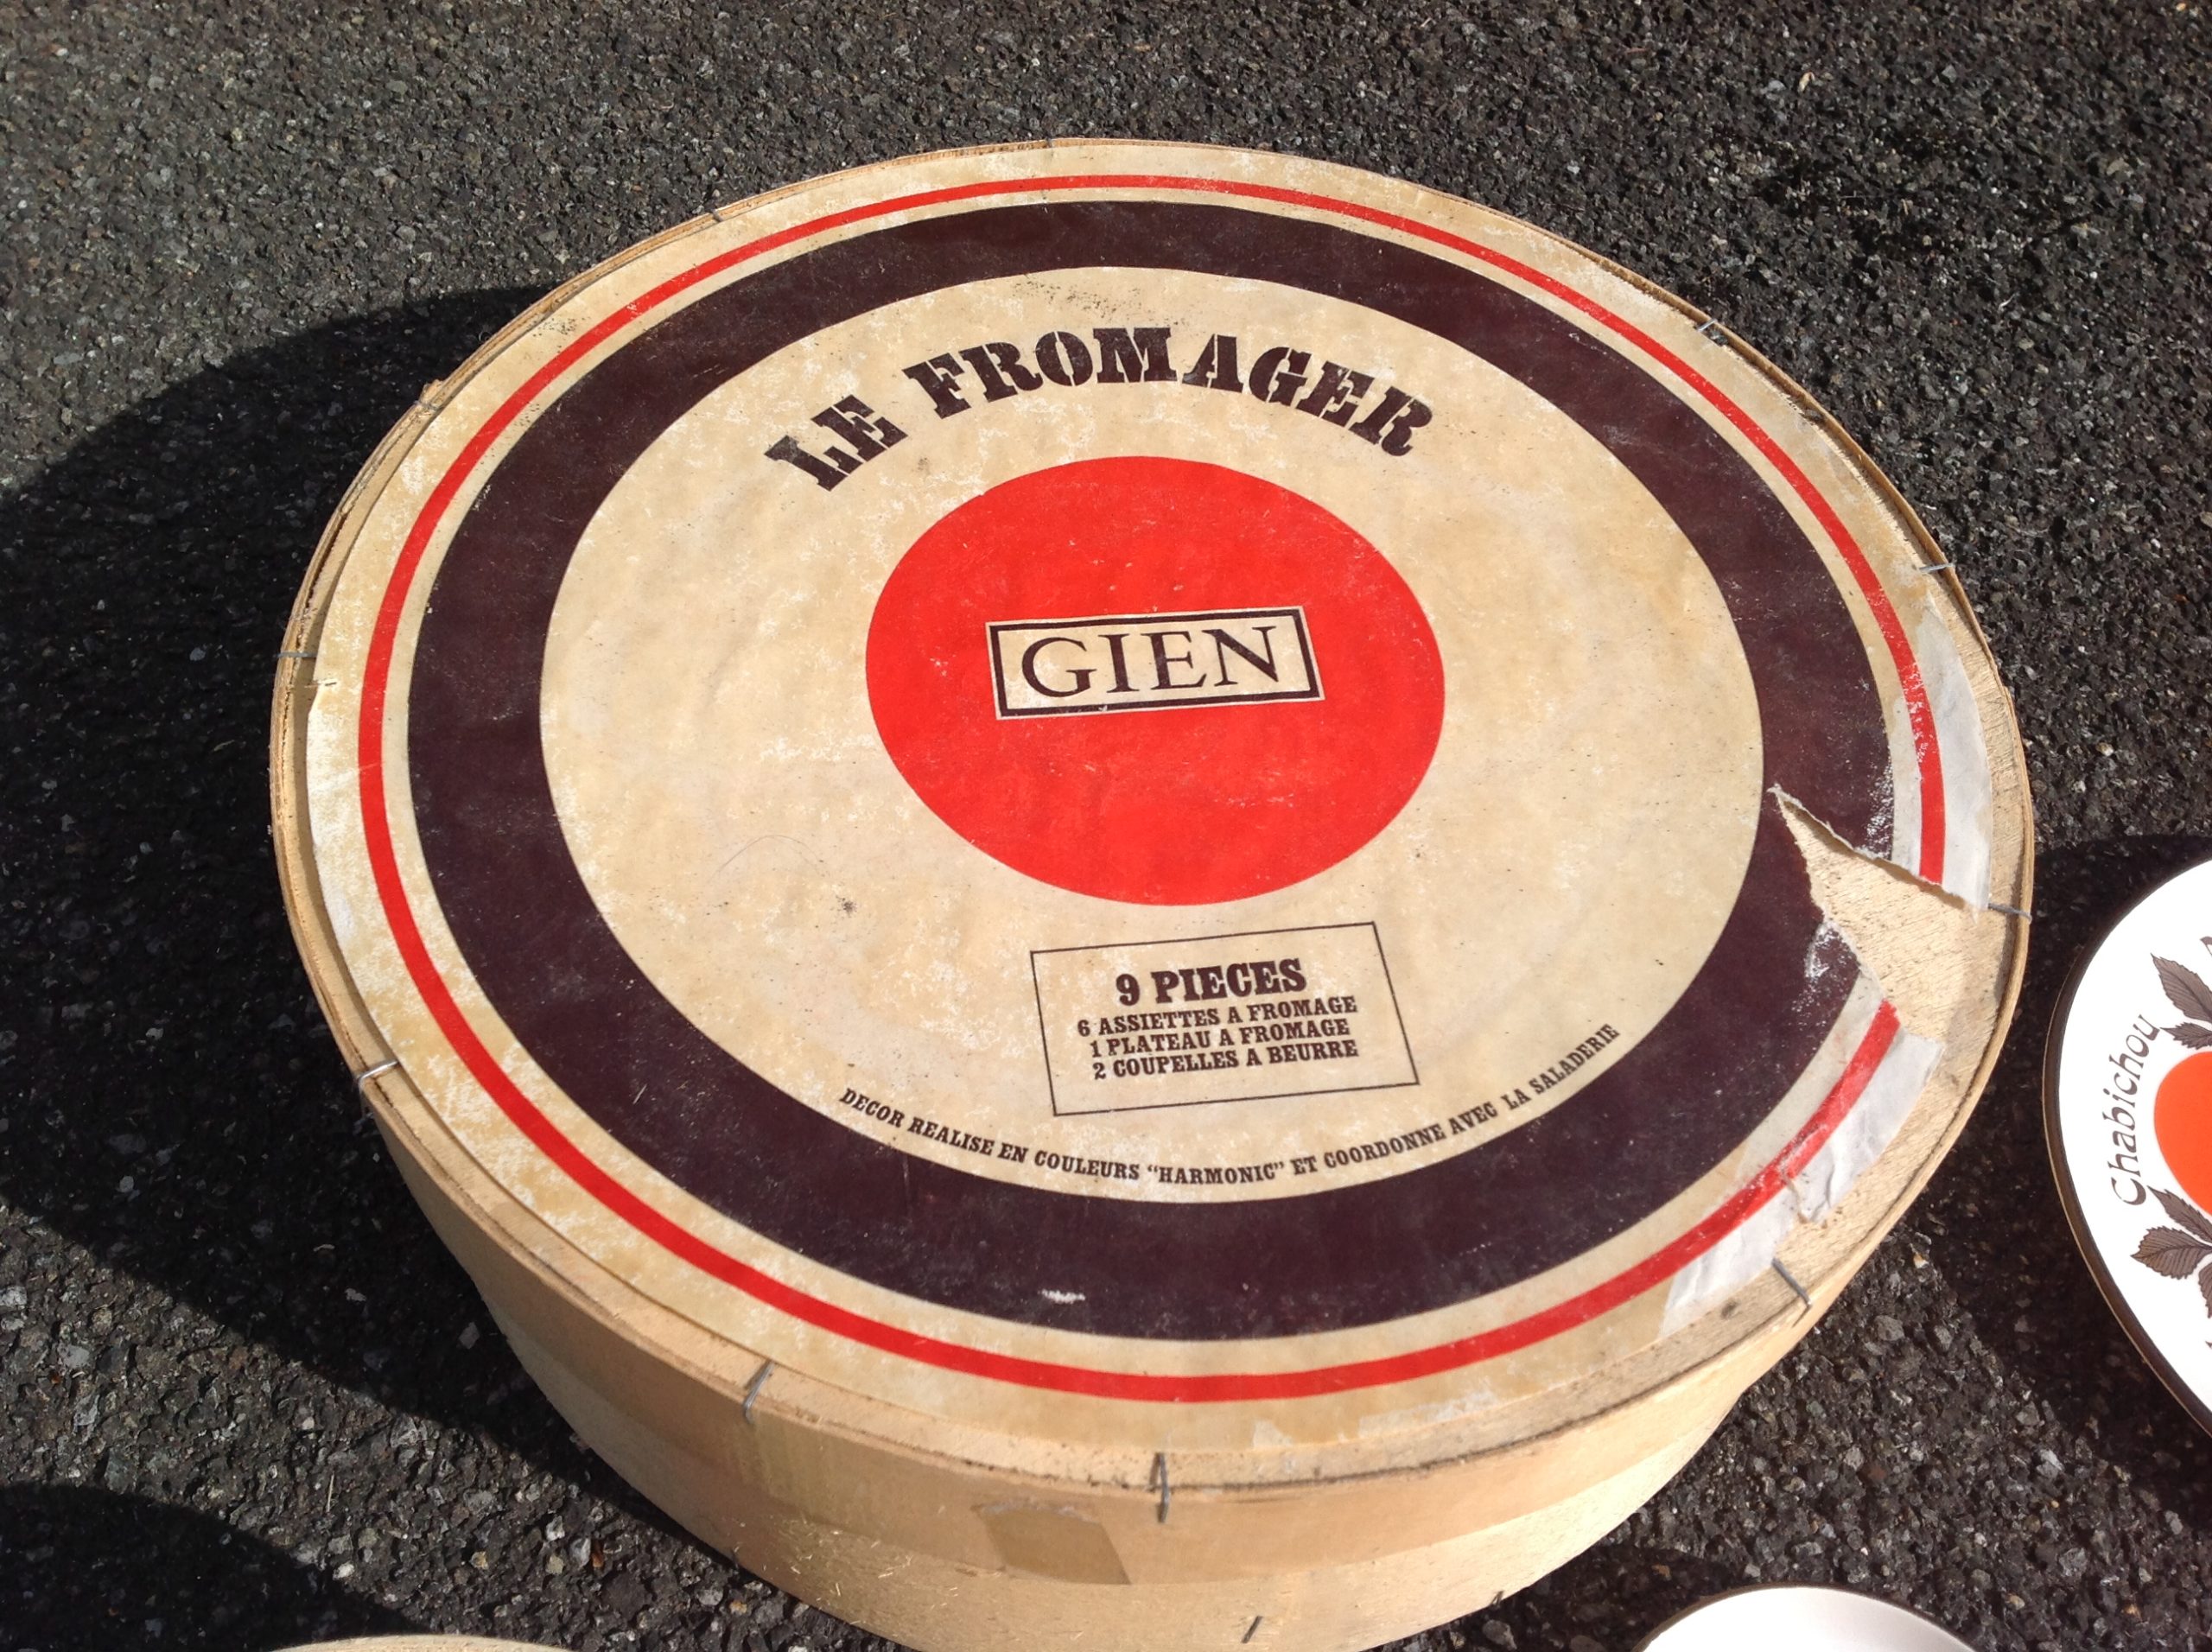 LE FROMAGER
GIEN
9 PIECES
6 ASSIETTES A FROMAGE
1 PLATEAU A FROMAGE
2 COUPELLES A BEURRE
DECOR REALISE EN COULEURS “HARMONIC” ET COORDONNE AVEC LA SALADERIE
Chabichou